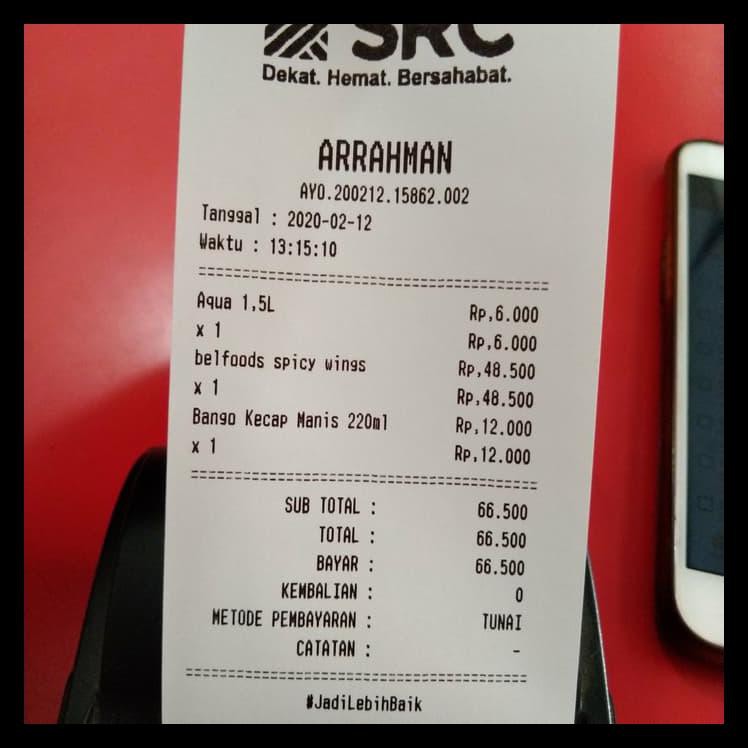 SRC
Dekat. Hemat. Bersahabat.
ARRAHMAN
AYO.200212.15862.002
Tanggal : 2020-02-12
Waktu : 13:15:10
Aqua 1,5L Rp,6.000
x 1 Rp,6.000
belfoods spicy wings Rp,48.500
x 1 Rp,48.500
Bango Kecap Manis 220ml Rp,12.000
x 1 Rp,12.000
SUB TOTAL : 66.500
TOTAL : 66.500
BAYAR : 66.500
KEMBALIAN : 0
METODE PEMBAYARAN : TUNAI
CATATAN : -
#JadiLebihBaik